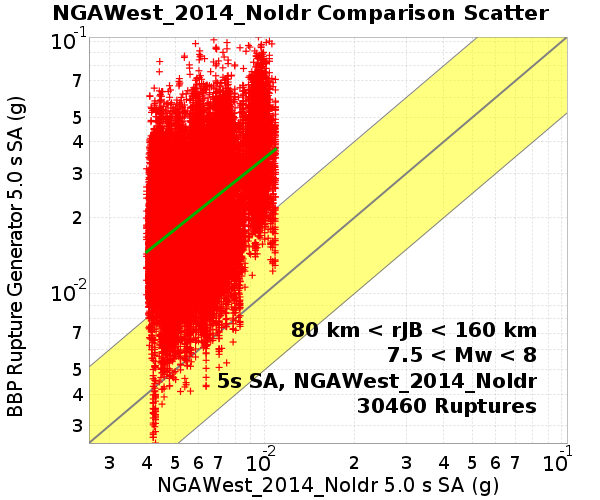 NGAWest_2014_NoIdr Comparison Scatter
BBP Rupture Generator 5.0 s SA (g)
10-1
7
5
4
3
2
10-2
7
5
4
3
80 km < rJB < 160 km
7.5 < Mw < 8
5s SA, NGAWest_2014_NoIdr
30460 Ruptures
3 4 5 6 7 10-2 2 3 4 5 6 7 10-1
NGAWest_2014_NoIdr 5.0 s SA (g)